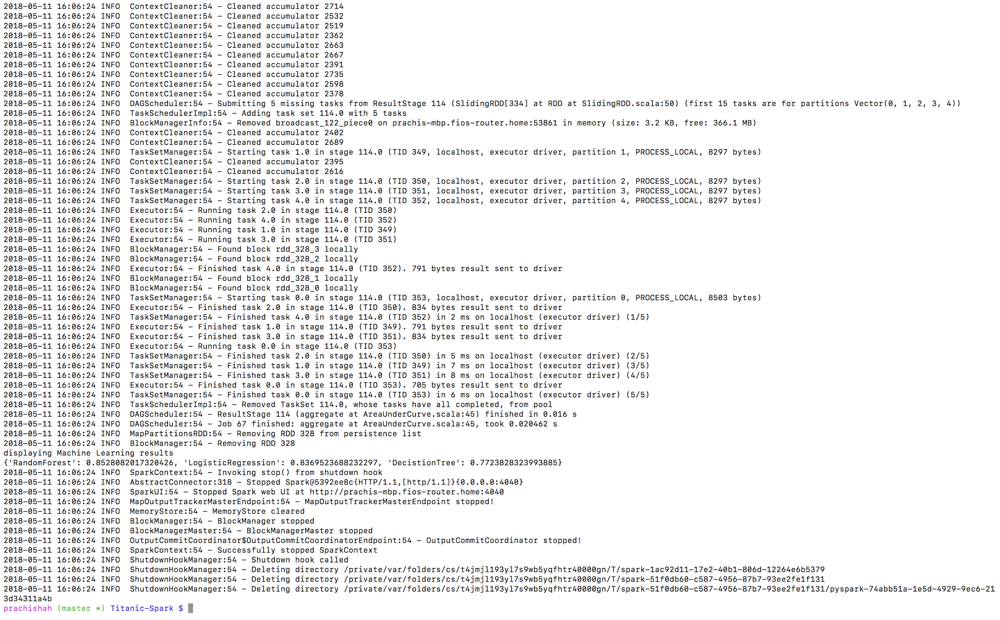 2018-05-11 16:06:24 INFO  ContextCleaner:54 - Cleaned accumulator 2714
2018-05-11 16:06:24 INFO  ContextCleaner:54 - Cleaned accumulator 2532
2018-05-11 16:06:24 INFO  ContextCleaner:54 - Cleaned accumulator 2519
2018-05-11 16:06:24 INFO  ContextCleaner:54 - Cleaned accumulator 2362
2018-05-11 16:06:24 INFO  ContextCleaner:54 - Cleaned accumulator 2663
2018-05-11 16:06:24 INFO  ContextCleaner:54 - Cleaned accumulator 2667
2018-05-11 16:06:24 INFO  ContextCleaner:54 - Cleaned accumulator 2391
2018-05-11 16:06:24 INFO  ContextCleaner:54 - Cleaned accumulator 2735
2018-05-11 16:06:24 INFO  ContextCleaner:54 - Cleaned accumulator 2598
2018-05-11 16:06:24 INFO  ContextCleaner:54 - Cleaned accumulator 2378
2018-05-11 16:06:24 INFO  DAGScheduler:54 - Submitting 5 missing tasks from ResultStage 114 (SlidingRDD[334] at RDD at SlidingRDD.scala:50) (first 15 tasks are for partitions Vector(0, 1, 2, 3, 4))
2018-05-11 16:06:24 INFO  TaskSchedulerImpl:54 - Adding task set 114.0 with 5 tasks
2018-05-11 16:06:24 INFO  BlockManagerInfo:54 - Removed broadcast_122_piece0 on prachis-mbp.fios-router.home:53861 in memory (size: 3.2 KB, free: 366.1 MB)
2018-05-11 16:06:24 INFO  ContextCleaner:54 - Cleaned accumulator 2402
2018-05-11 16:06:24 INFO  ContextCleaner:54 - Cleaned accumulator 2689
2018-05-11 16:06:24 INFO  TaskSetManager:54 - Starting task 1.0 in stage 114.0 (TID 349, localhost, executor driver, partition 1, PROCESS_LOCAL, 8297 bytes)
2018-05-11 16:06:24 INFO  ContextCleaner:54 - Cleaned accumulator 2395
2018-05-11 16:06:24 INFO  ContextCleaner:54 - Cleaned accumulator 2616
2018-05-11 16:06:24 INFO  TaskSetManager:54 - Starting task 2.0 in stage 114.0 (TID 350, localhost, executor driver, partition 2, PROCESS_LOCAL, 8297 bytes)
2018-05-11 16:06:24 INFO  TaskSetManager:54 - Starting task 3.0 in stage 114.0 (TID 351, localhost, executor driver, partition 3, PROCESS_LOCAL, 8297 bytes)
2018-05-11 16:06:24 INFO  TaskSetManager:54 - Starting task 4.0 in stage 114.0 (TID 352, localhost, executor driver, partition 4, PROCESS_LOCAL, 8297 bytes)
2018-05-11 16:06:24 INFO  Executor:54 - Running task 2.0 in stage 114.0 (TID 350)
2018-05-11 16:06:24 INFO  Executor:54 - Running task 4.0 in stage 114.0 (TID 352)
2018-05-11 16:06:24 INFO  Executor:54 - Running task 1.0 in stage 114.0 (TID 349)
2018-05-11 16:06:24 INFO  Executor:54 - Running task 3.0 in stage 114.0 (TID 351)
2018-05-11 16:06:24 INFO  BlockManager:54 - Found block rdd_328_3 locally
2018-05-11 16:06:24 INFO  BlockManager:54 - Found block rdd_328_2 locally
2018-05-11 16:06:24 INFO  Executor:54 - Finished task 4.0 in stage 114.0 (TID 352). 791 bytes result sent to driver
2018-05-11 16:06:24 INFO  BlockManager:54 - Found block rdd_328_1 locally
2018-05-11 16:06:24 INFO  BlockManager:54 - Found block rdd_328_0 locally
2018-05-11 16:06:24 INFO  TaskSetManager:54 - Starting task 0.0 in stage 114.0 (TID 353, localhost, executor driver, partition 0, PROCESS_LOCAL, 8503 bytes)
2018-05-11 16:06:24 INFO  Executor:54 - Finished task 2.0 in stage 114.0 (TID 350). 834 bytes result sent to driver
2018-05-11 16:06:24 INFO  TaskSetManager:54 - Finished task 4.0 in stage 114.0 (TID 352) in 2 ms on localhost (executor driver) (1/5)
2018-05-11 16:06:24 INFO  Executor:54 - Finished task 1.0 in stage 114.0 (TID 349). 791 bytes result sent to driver
2018-05-11 16:06:24 INFO  Executor:54 - Finished task 3.0 in stage 114.0 (TID 351). 834 bytes result sent to driver
2018-05-11 16:06:24 INFO  Executor:54 - Running task 0.0 in stage 114.0 (TID 353)
2018-05-11 16:06:24 INFO  TaskSetManager:54 - Finished task 2.0 in stage 114.0 (TID 350) in 5 ms on localhost (executor driver) (2/5)
2018-05-11 16:06:24 INFO  TaskSetManager:54 - Finished task 1.0 in stage 114.0 (TID 349) in 7 ms on localhost (executor driver) (3/5)
2018-05-11 16:06:24 INFO  TaskSetManager:54 - Finished task 3.0 in stage 114.0 (TID 351) in 8 ms on localhost (executor driver) (4/5)
2018-05-11 16:06:24 INFO  Executor:54 - Finished task 0.0 in stage 114.0 (TID 353). 705 bytes result sent to driver
2018-05-11 16:06:24 INFO  TaskSetManager:54 - Finished task 0.0 in stage 114.0 (TID 353) in 6 ms on localhost (executor driver) (5/5)
2018-05-11 16:06:24 INFO  TaskSchedulerImpl:54 - Removed TaskSet 114.0, whose tasks have all completed, from pool
2018-05-11 16:06:24 INFO  DAGScheduler:54 - ResultStage 114 (aggregate at AreaUnderCurve.scala:45) finished in 0.016 s
2018-05-11 16:06:24 INFO  DAGScheduler:54 - Job 67 finished: aggregate at AreaUnderCurve.scala:45, took 0.020462 s
2018-05-11 16:06:24 INFO  MapPartitionsRDD:54 - Removing RDD 328 from persistence list
2018-05-11 16:06:24 INFO  BlockManager:54 - Removing RDD 328
displaying Machine Learning results
{'RandomForest': 0.8528082017320426, 'LogisticRegression': 0.8369523688232297, 'DecistionTree': 0.7723828323993885}
2018-05-11 16:06:24 INFO  SparkContext:54 - Invoking stop() from shutdown hook
2018-05-11 16:06:24 INFO  AbstractConnector:318 - Stopped Spark@5392ee8c{HTTP/1.1,[http/1.1]}{0.0.0.0:4040}
2018-05-11 16:06:24 INFO  SparkUI:54 - Stopped Spark web UI at http://prachis-mbp.fios-router.home:4040
2018-05-11 16:06:24 INFO  MapOutputTrackerMasterEndpoint:54 - MapOutputTrackerMasterEndpoint stopped!
2018-05-11 16:06:24 INFO  MemoryStore:54 - MemoryStore cleared
2018-05-11 16:06:24 INFO  BlockManager:54 - BlockManager stopped
2018-05-11 16:06:24 INFO  BlockManagerMaster:54 - BlockManagerMaster stopped
2018-05-11 16:06:24 INFO  OutputCommitCoordinator$OutputCommitCoordinatorEndpoint:54 - OutputCommitCoordinator stopped!
2018-05-11 16:06:24 INFO  SparkContext:54 - Successfully stopped SparkContext
2018-05-11 16:06:24 INFO  ShutdownHookManager:54 - Shutdown hook called
2018-05-11 16:06:24 INFO  ShutdownHookManager:54 - Deleting directory /private/var/folders/cs/t4jmjl193yl7s9wb5yqfhtr40000gn/T/spark-1ac92d11-17e2-40b1-806d-12264e6b5379
2018-05-11 16:06:24 INFO  ShutdownHookManager:54 - Deleting directory /private/var/folders/cs/t4jmjl193yl7s9wb5yqfhtr40000gn/T/spark-51f0db60-c587-4956-87b7-93ee2fe1f131
2018-05-11 16:06:24 INFO  ShutdownHookManager:54 - Deleting directory /private/var/folders/cs/t4jmjl193yl7s9wb5yqfhtr40000gn/T/spark-51f0db60-c587-4956-87b7-93ee2fe1f131/pyspark-74abb51a-1e5d-4929-9ec6-21
3d34311a4b
prachishah (master *) Titanic-Spark $